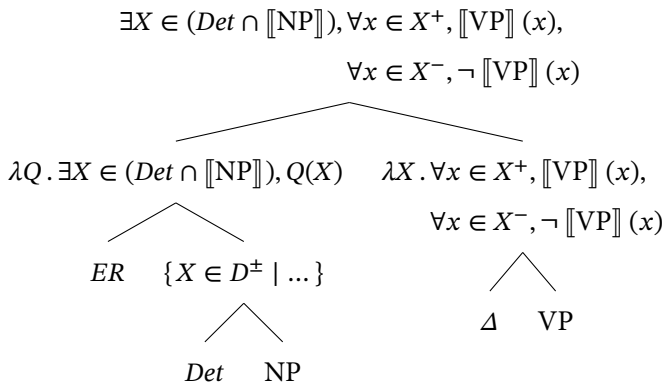 ∃X ∈ (Det ∩ ⟦NP⟧), ∀x ∈ X⁺, ⟦VP⟧ (x),
∀x ∈ X⁻, ¬ ⟦VP⟧ (x)
λQ . ∃X ∈ (Det ∩ ⟦NP⟧), Q(X) λX . ∀x ∈ X⁺, ⟦VP⟧ (x),
∀x ∈ X⁻, ¬ ⟦VP⟧ (x)
ER {X ∈ D± | …}
Δ VP
Det NP